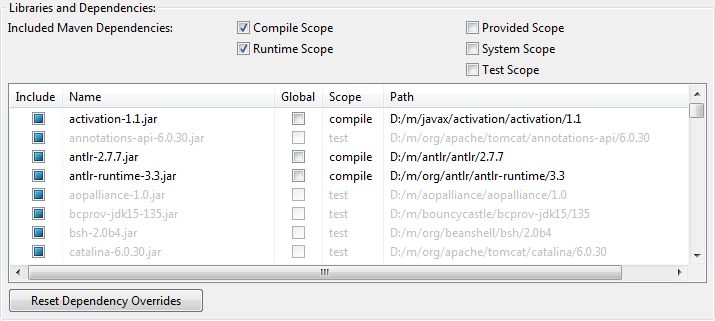 Libraries and Dependencies:
Included Maven Dependencies: Compile Scope Provided Scope
Runtime Scope System Scope
Test Scope
Include Name Global Scope Path
activation-1.1.jar compile D:/m/javax/activation/activation/1.1
annotations-api-6.0.30.jar test D:/m/org/apache/tomcat/annotations-api/6.0.30
antlr-2.7.7.jar compile D:/m/antlr/antlr/2.7.7
antlr-runtime-3.3.jar compile D:/m/org/antlr/antlr-runtime/3.3
aopalliance-1.0.jar test D:/m/aopalliance/aopalliance/1.0
bcprov-jdk15-135.jar test D:/m/bouncycastle/bcprov-jdk15/135
bsh-2.0b4.jar test D:/m/org/beanshell/bsh/2.0b4
catalina-6.0.30.jar test D:/m/org/apache/tomcat/catalina/6.0.30
Reset Dependency Overrides